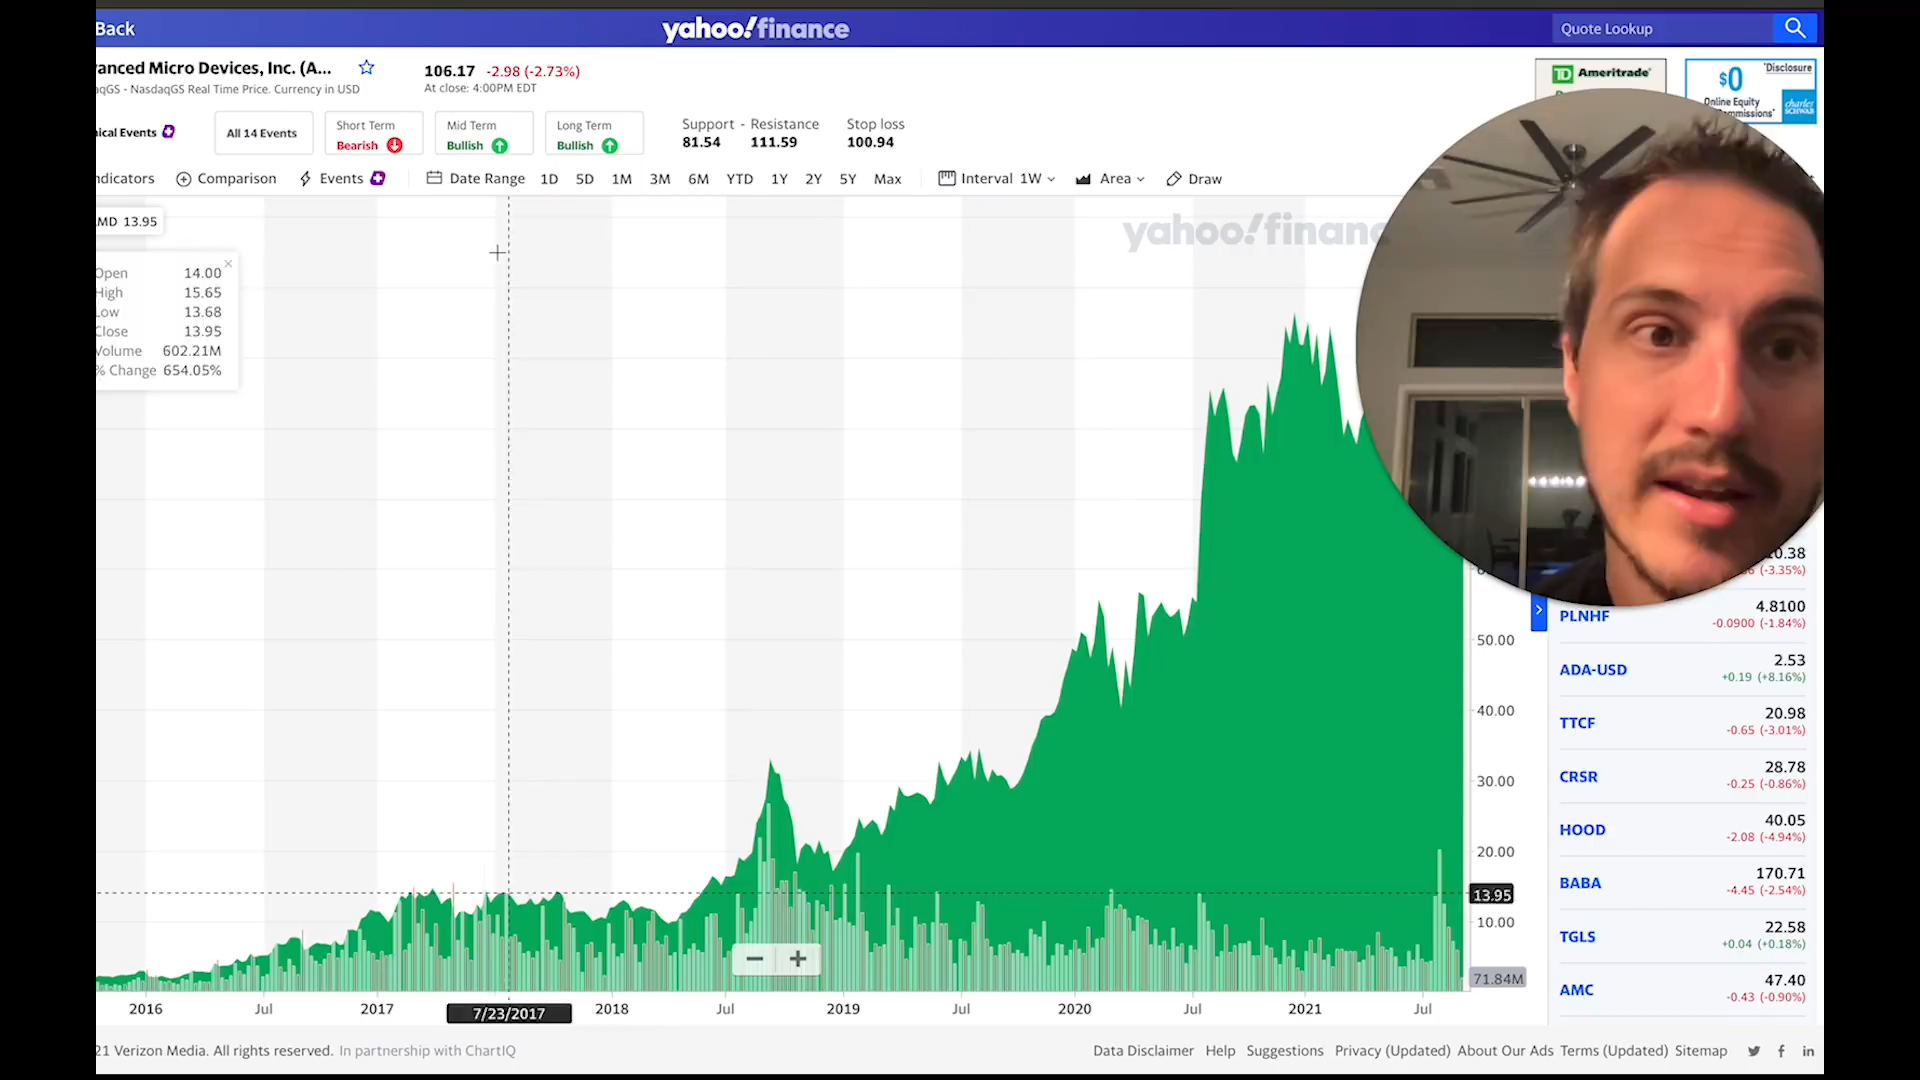 Back
yahoo!finance
Quote Lookup
vanced Micro Devices, Inc. (A...
106.17 -2.98 (-2.73%)
aqGS - NasdaqGS Real Time Price. Currency in USD
At close: 4:00PM EDT
TD Ameritrade
$0
*Disclosure
Online Equity
charles SCHWAB
nical Events
All 14 Events
Short Term
Bearish
Mid Term
Bullish
Long Term
Bullish
Support - Resistance
81.54 111.59
Stop loss
100.94
ndicators
Comparison
Events
Date Range
1D
5D
1M
3M
6M
YTD
1Y
2Y
5Y
Max
Interval 1W
Area
Draw
MD 13.95
yahoo!financ
Open 14.00
High 15.65
Low 13.68
Close 13.95
Volume 602.21M
% Change 654.05%
50.00
40.00
30.00
20.00
13.95
10.00
71.84M
0.38
(-3.35%)
PLNHF 4.8100
-0.0900 (-1.84%)
ADA-USD 2.53
+0.19 (+8.16%)
TTCF 20.98
-0.65 (-3.01%)
CRSR 28.78
-0.25 (-0.86%)
HOOD 40.05
-2.08 (-4.94%)
BABA 170.71
-4.45 (-2.54%)
TGLS 22.58
+0.04 (+0.18%)
AMC 47.40
-0.43 (-0.90%)
2016 Jul 2017 7/23/2017 2018 Jul 2019 Jul 2020 Jul 2021 Jul
21 Verizon Media. All rights reserved. In partnership with ChartIQ
Data Disclaimer Help Suggestions Privacy (Updated) About Our Ads Terms (Updated) Sitemap